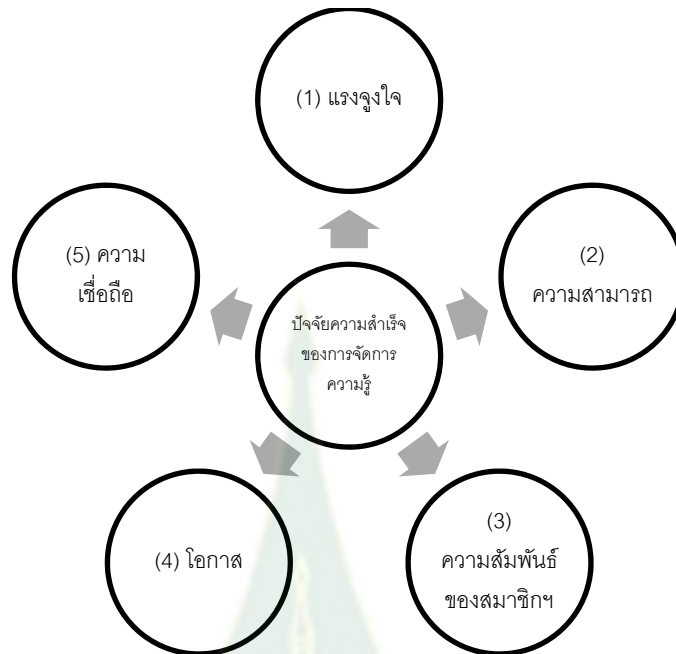 (1) แรงจูงใจ
(2)
ความสามารถ
(3)
ความสัมพันธ์
ของสมาชิกฯ
(4) โอกาส
(5) ความ
เชื่อถือ
ปัจจัยความสำเร็จ
ของการจัดการ
ความรู้